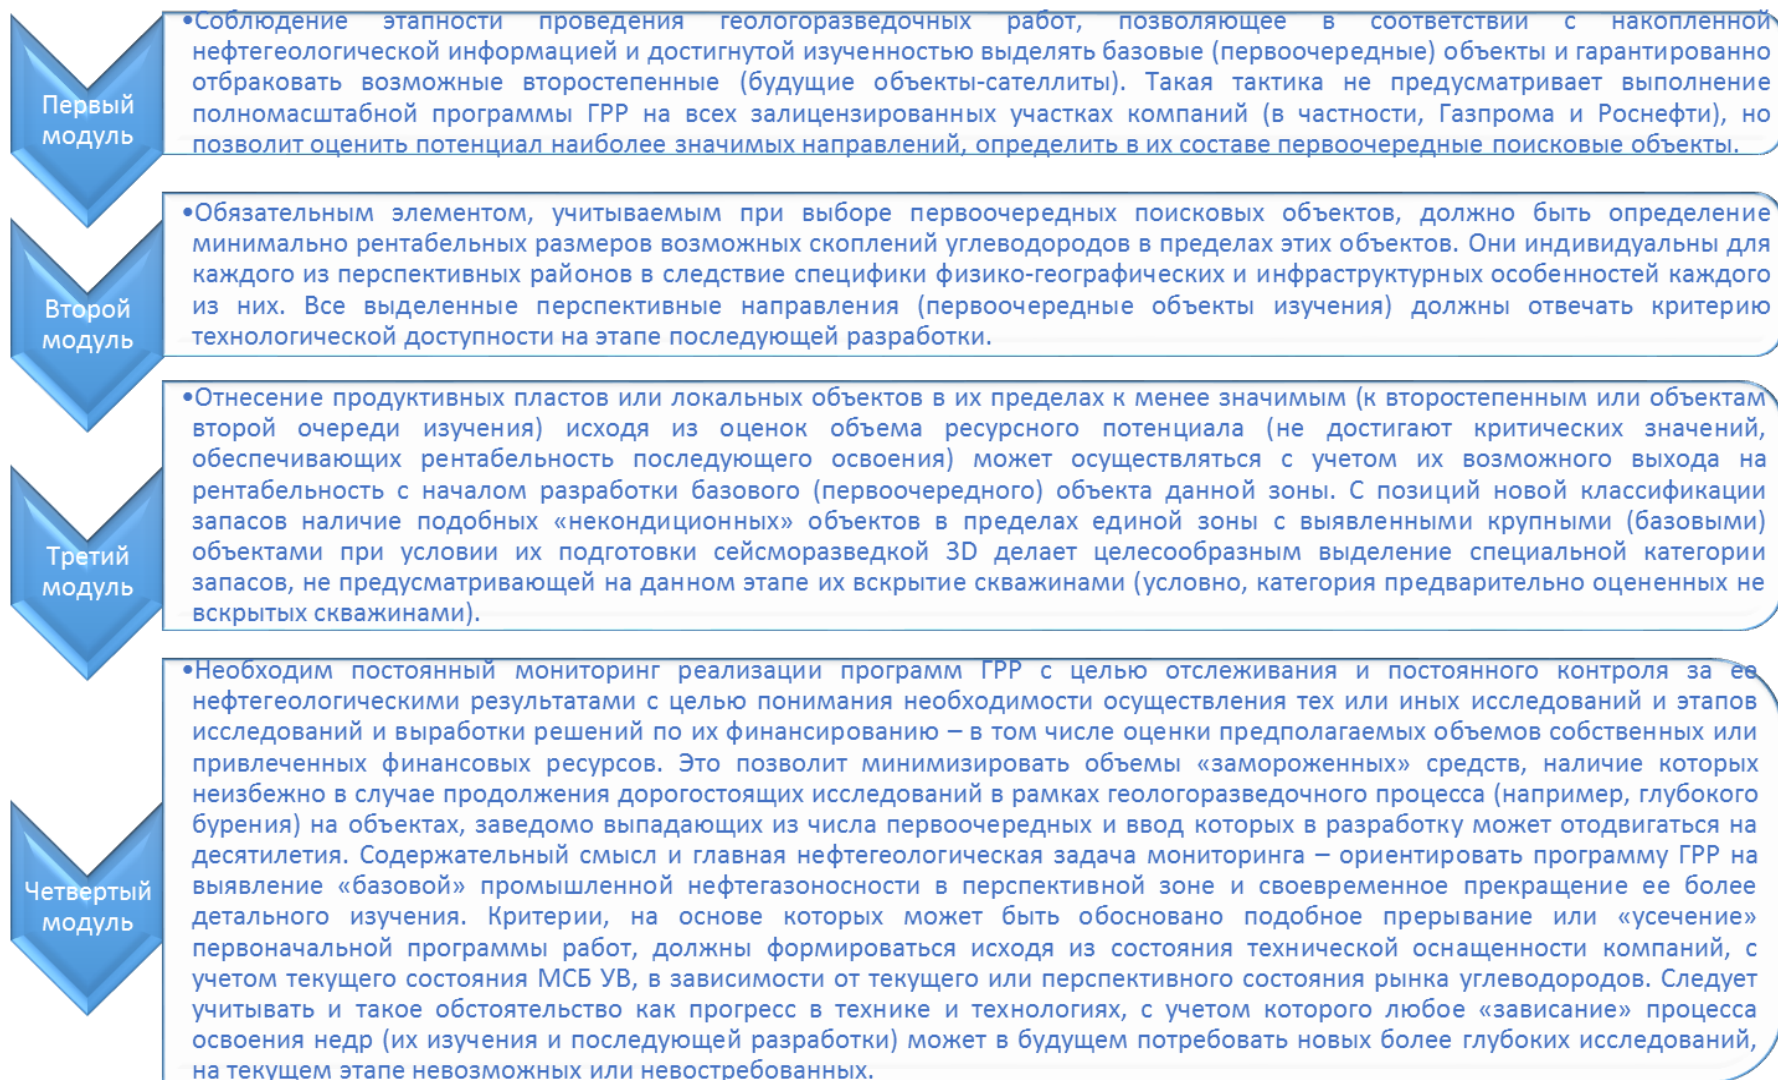 Первый
модуль
•Соблюдение этапности проведения геологоразведочных работ, позволяющее в соответствии с накопленной
нефтегеологической информацией и достигнутой изученностью выделять базовые (первоочередные) объекты и гарантированно
отбраковать возможные второстепенные (будущие объекты-сателлиты). Такая тактика не предусматривает выполнение
полномасштабной программы ГРР на всех залицензированных участках компаний (в частности, Газпрома и Роснефти), но
позволит оценить потенциал наиболее значимых направлений, определить в их составе первоочередные поисковые объекты.
Второй
модуль
•Обязательным элементом, учитываемым при выборе первоочередных поисковых объектов, должно быть определение
минимально рентабельных размеров возможных скоплений углеводородов в пределах этих объектов. Они индивидуальны для
каждого из перспективных районов в следствие специфики физико-географических и инфраструктурных особенностей каждого
из них. Все выделенные перспективные направления (первоочередные объекты изучения) должны отвечать критерию
технологической доступности на этапе последующей разработки.
Третий
модуль
•Отнесение продуктивных пластов или локальных объектов в их пределах к менее значимым (к второстепенным или объектам
второй очереди изучения) исходя из оценок объема ресурсного потенциала (не достигают критических значений,
обеспечивающих рентабельность последующего освоения) может осуществляться с учетом их возможного выхода на
рентабельность с началом разработки базового (первоочередного) объекта данной зоны. С позиций новой классификации
запасов наличие подобных «некондиционных» объектов в пределах единой зоны с выявленными крупными (базовыми)
объектами при условии их подготовки сейсморазведкой 3D делает целесообразным выделение специальной категории
запасов, не предусматривающей на данном этапе их вскрытие скважинами (условно, категория предварительно оцененных не
вскрытых скважинами).
Четвертый
модуль
•Необходим постоянный мониторинг реализации программ ГРР с целью отслеживания и постоянного контроля за ее
нефтегеологическими результатами с целью понимания необходимости осуществления тех или иных исследований и этапов
исследований и выработки решений по их финансированию – в том числе оценки предполагаемых объемов собственных или
привлеченных финансовых ресурсов. Это позволит минимизировать объемы «замороженных» средств, наличие которых
неизбежно в случае продолжения дорогостоящих исследований в рамках геологоразведочного процесса (например, глубокого
бурения) на объектах, заведомо выпадающих из числа первоочередных и ввод которых в разработку может отодвигаться на
десятилетия. Содержательный смысл и главная нефтегеологическая задача мониторинга – ориентировать программу ГРР на
выявление «базовой» промышленной нефтегазоносности в перспективной зоне и своевременное прекращение ее более
детального изучения. Критерии, на основе которых может быть обосновано подобное прерывание или «усечение»
первоначальной программы работ, должны формироваться исходя из состояния технической оснащенности компаний, с
учетом текущего состояния МСБ УВ, в зависимости от текущего или перспективного состояния рынка углеводородов. Следует
учитывать и такое обстоятельство как прогресс в технике и технологиях, с учетом которого любое «зависание» процесса
освоения недр (их изучения и последующей разработки) может в будущем потребовать новых более глубоких исследований,
на текущем этапе невозможных или невостребованных.